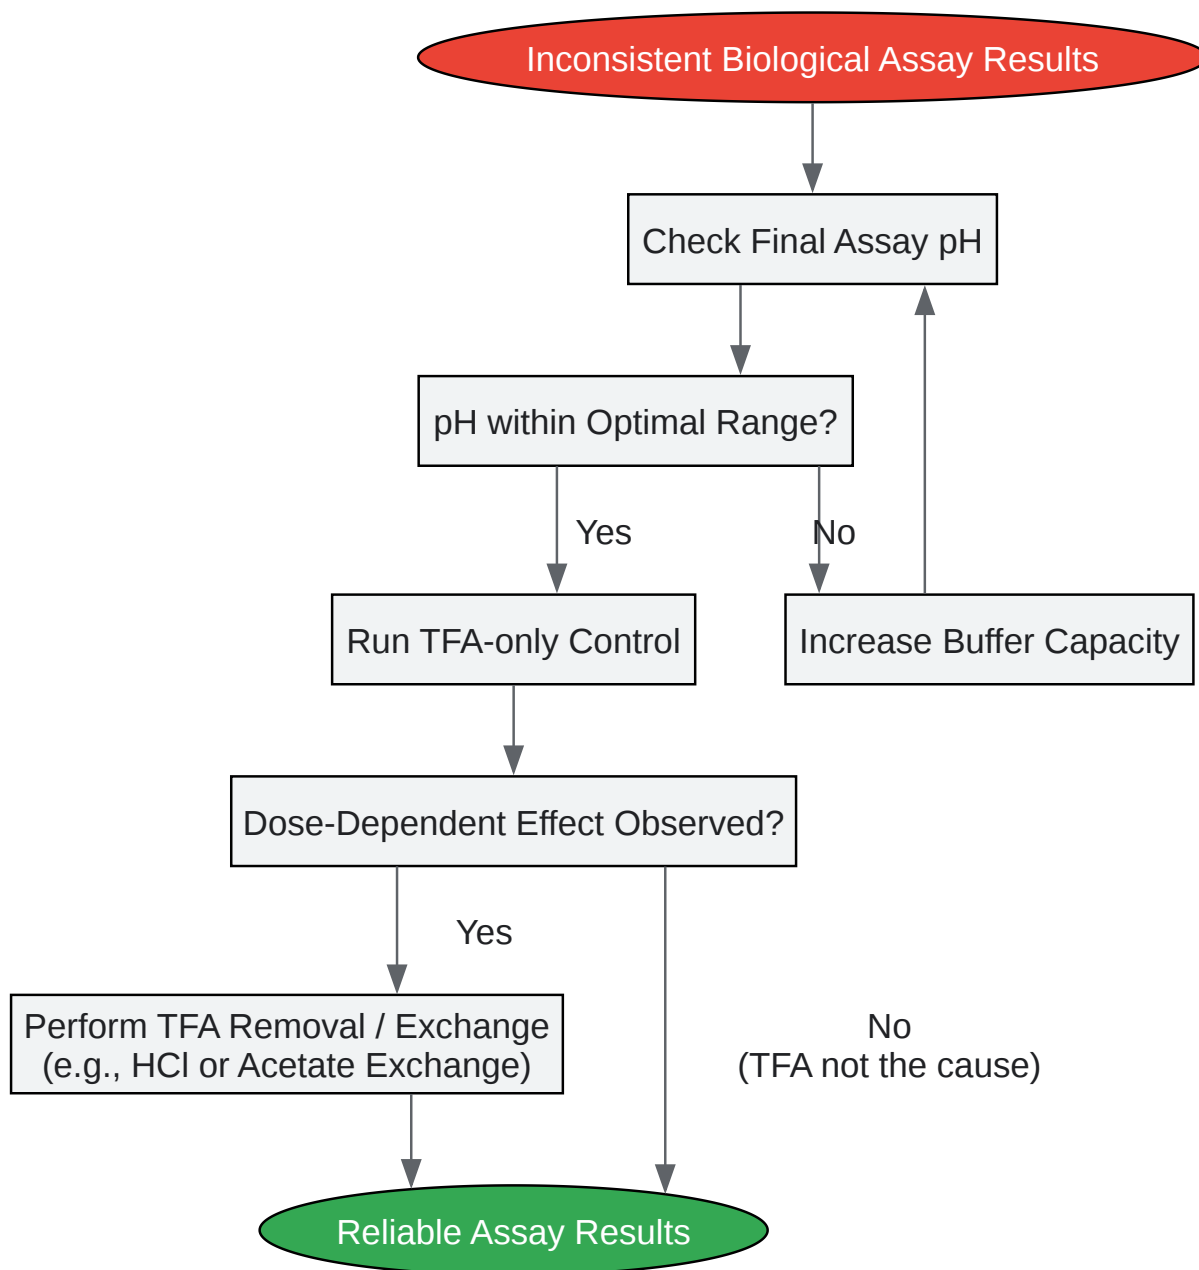 Inconsistent Biological Assay Results
Check Final Assay pH
pH within Optimal Range?
Yes
No
Run TFA-only Control
Increase Buffer Capacity
Dose-Dependent Effect Observed?
Yes
Perform TFA Removal / Exchange
(e.g., HCl or Acetate Exchange)
No
(TFA not the cause)
Reliable Assay Results